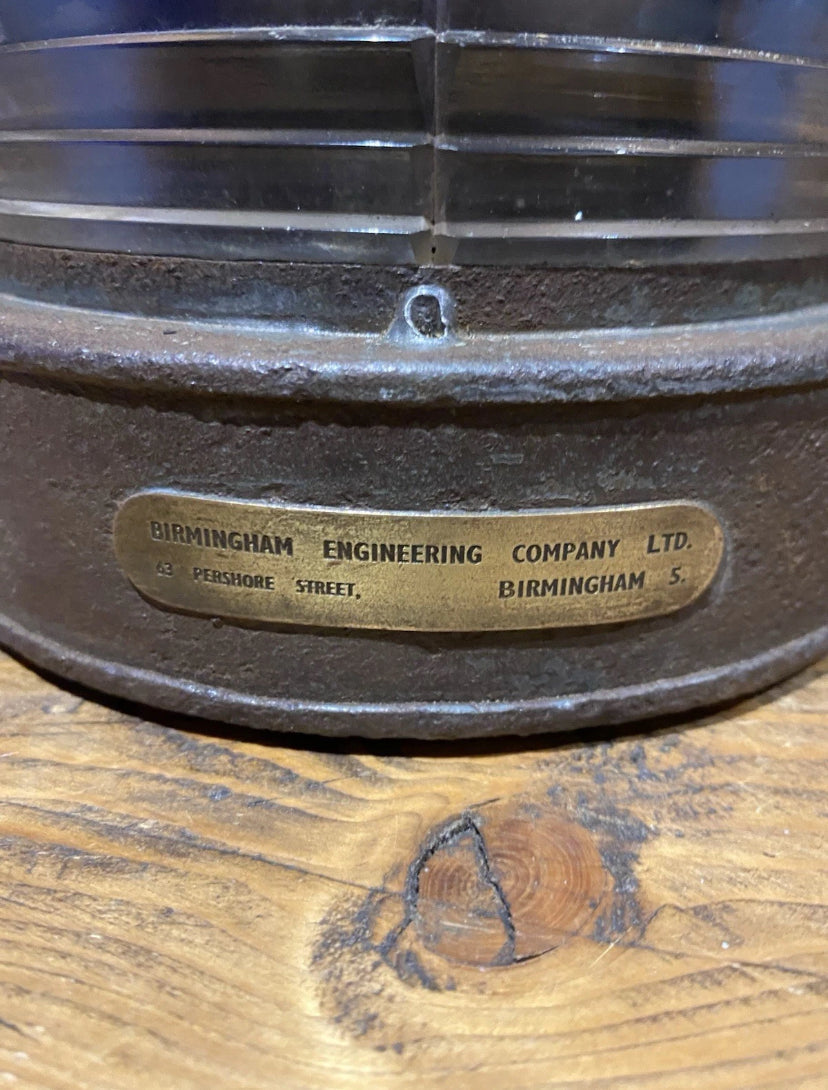 BIRMINGHAM ENGINEERING COMPANY LTD.
63 PERSHORE STREET, BIRMINGHAM 5.